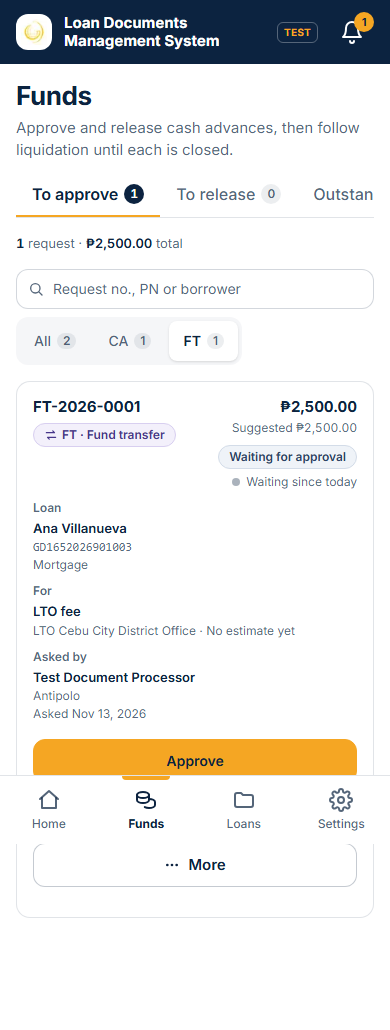 Loan Documents
Management System
TEST
1
Funds
Approve and release cash advances, then follow
liquidation until each is closed.
To approve 1
To release 0
Outstan
1 request · ₱2,500.00 total
Request no., PN or borrower
All 2
CA 1
FT 1
FT-2026-0001
₱2,500.00
FT · Fund transfer
Suggested ₱2,500.00
Waiting for approval
Waiting since today
Loan
Ana Villanueva
GD1652026901003
Mortgage
For
LTO fee
LTO Cebu City District Office · No estimate yet
Asked by
Test Document Processor
Antipolo
Asked Nov 13, 2026
Approve
Home
Funds
Loans
Settings
··· More